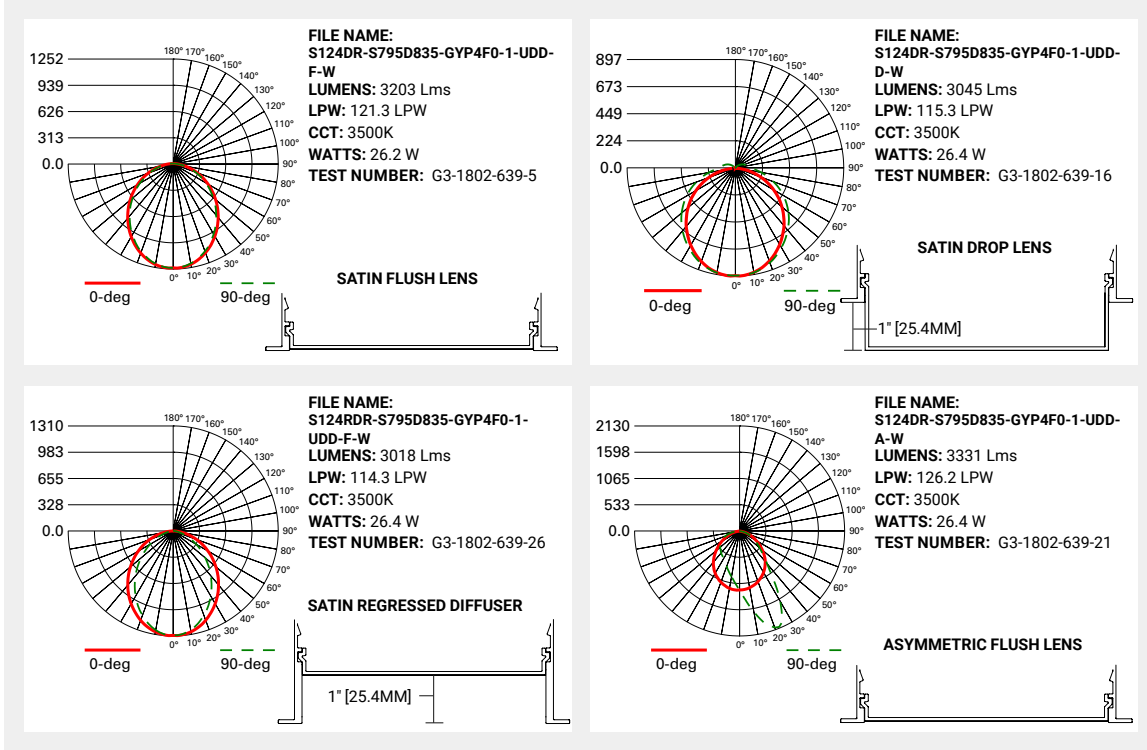 FILE NAME:
S124DR-S795D835-GYP4F0-1-UDD-
F-W
LUMENS: 3203 Lms
LPW: 121.3 LPW
CCT: 3500K
WATTS: 26.2 W
TEST NUMBER: G3-1802-639-5
1252
939
626
313
0.0
180° 170° 160° 150° 140° 130° 120° 110° 100° 90° 80° 70° 60° 50° 40° 30° 20° 10° 0°
0-deg
90-deg
SATIN FLUSH LENS
FILE NAME:
S124DR-S795D835-GYP4F0-1-UDD-
D-W
LUMENS: 3045 Lms
LPW: 115.3 LPW
CCT: 3500K
WATTS: 26.4 W
TEST NUMBER: G3-1802-639-16
897
673
449
224
0.0
180° 170° 160° 150° 140° 130° 120° 110° 100° 90° 80° 70° 60° 50° 40° 30° 20° 10° 0°
0-deg
90-deg
SATIN DROP LENS
1" [25.4MM]
FILE NAME:
S124RDR-S795D835-GYP4F0-1-
UDD-F-W
LUMENS: 3018 Lms
LPW: 114.3 LPW
CCT: 3500K
WATTS: 26.4 W
TEST NUMBER: G3-1802-639-26
1310
983
655
328
0.0
180° 170° 160° 150° 140° 130° 120° 110° 100° 90° 80° 70° 60° 50° 40° 30° 20° 10° 0°
0-deg
90-deg
SATIN REGRESSED DIFFUSER
1" [25.4MM]
FILE NAME:
S124DR-S795D835-GYP4F0-1-UDD-
A-W
LUMENS: 3331 Lms
LPW: 126.2 LPW
CCT: 3500K
WATTS: 26.4 W
TEST NUMBER: G3-1802-639-21
2130
1598
1065
533
0.0
180° 170° 160° 150° 140° 130° 120° 110° 100° 90° 80° 70° 60° 50° 40° 30° 20° 10° 0°
0-deg
90-deg
ASYMMETRIC FLUSH LENS